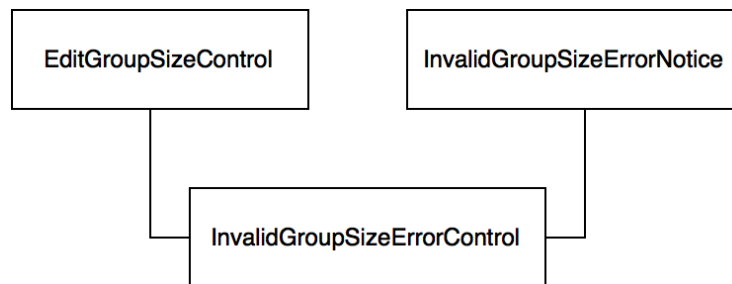 EditGroupSizeControl
InvalidGroupSizeErrorNotice
InvalidGroupSizeErrorControl